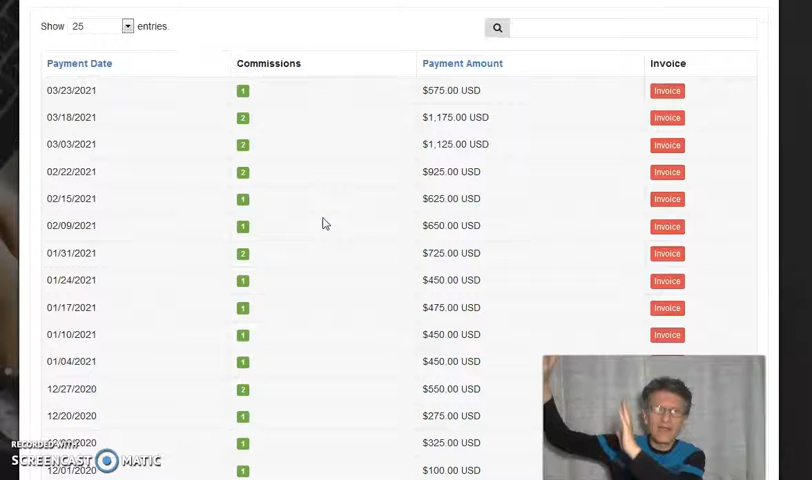 Show 25 entries.
Payment Date Commissions Payment Amount Invoice
03/23/2021 1 $575.00 USD Invoice
03/18/2021 2 $1,175.00 USD Invoice
03/03/2021 2 $1,125.00 USD Invoice
02/22/2021 2 $925.00 USD Invoice
02/15/2021 1 $625.00 USD Invoice
02/09/2021 1 $650.00 USD Invoice
01/31/2021 2 $725.00 USD Invoice
01/24/2021 1 $450.00 USD Invoice
01/17/2021 1 $475.00 USD Invoice
01/10/2021 1 $450.00 USD Invoice
01/04/2021 1 $450.00 USD
12/27/2020 2 $550.00 USD
12/20/2020 1 $275.00 USD
1 $325.00 USD
RECORDED WITH
SCREENCAST MATIC
12/01/2020 1 $100.00 USD